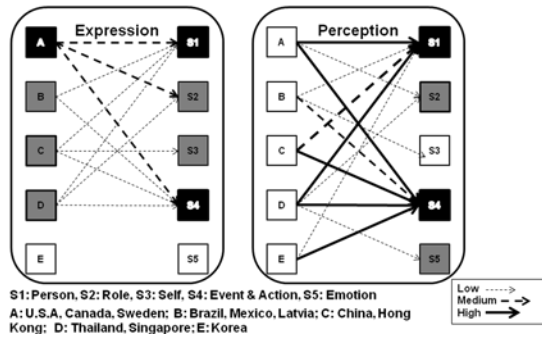 Expression
Perception
A S1 A S1
B S2 B S2
C S3 C S3
D S4 D S4
E S5 E S5
S1: Person, S2: Role, S3: Self, S4: Event & Action, S5: Emotion
A: U.S.A, Canada, Sweden; B: Brazil, Mexico, Latvia; C: China, Hong
Kong; D: Thailand, Singapore; E: Korea
Low
Medium
High